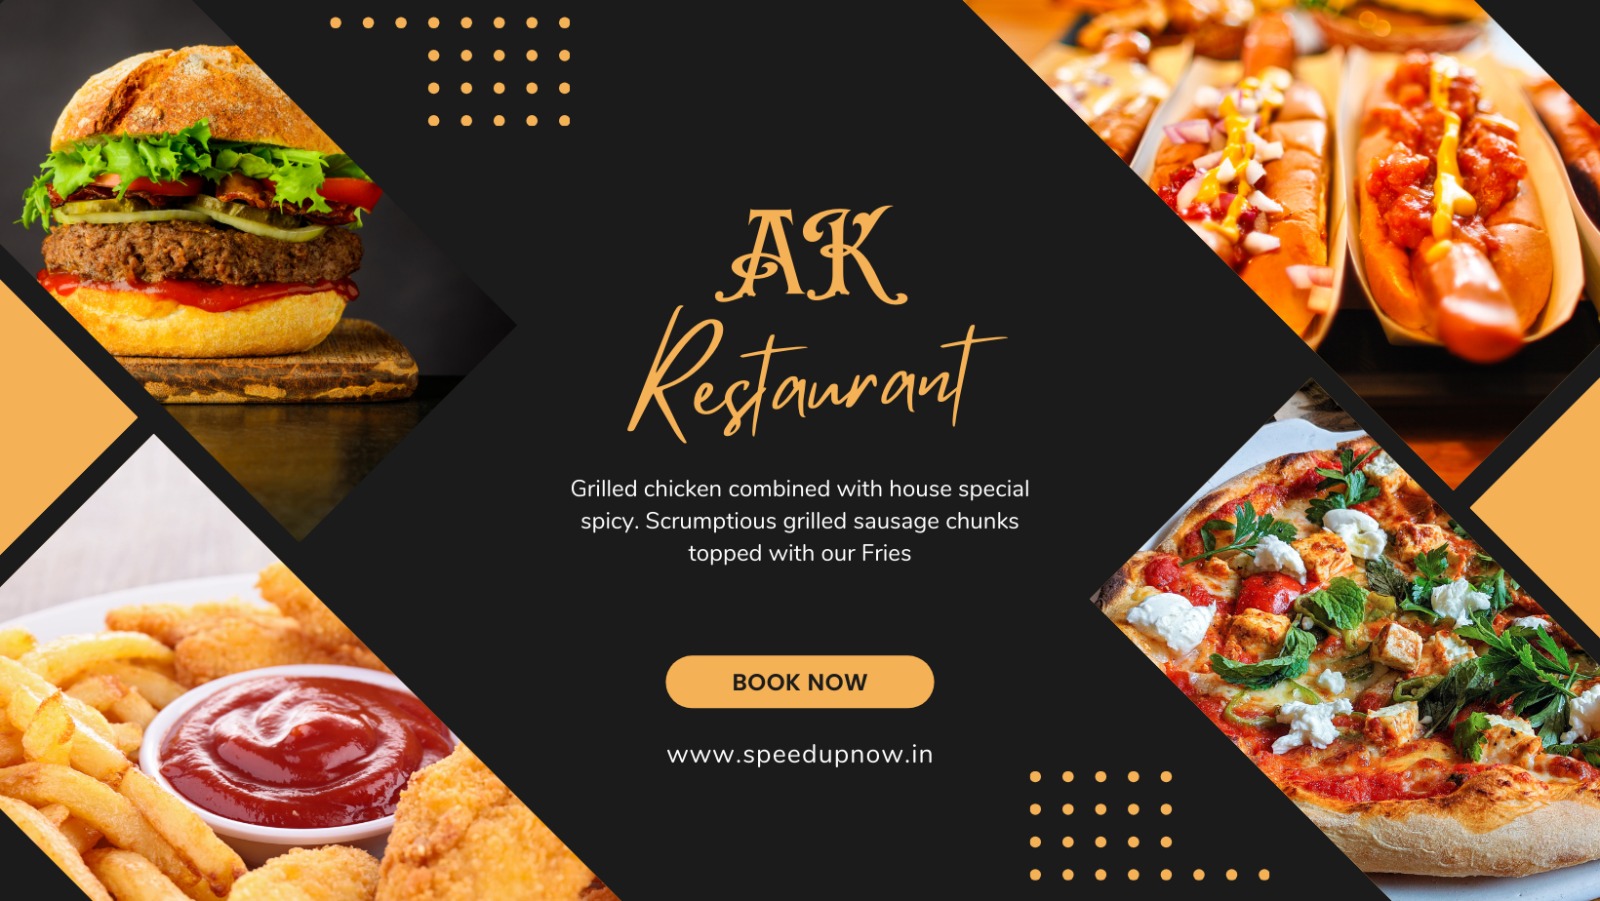 AK
Restaurant
Grilled chicken combined with house special
spicy. Scrumptious grilled sausage chunks
topped with our Fries
BOOK NOW
www.speedupnow.in